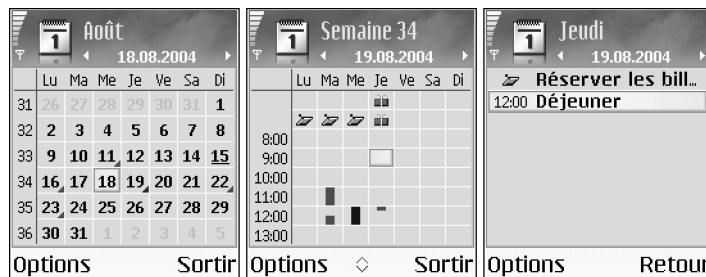 Août
18.08.2004
Lu Ma Me Je Ve Sa Di
31 26 27 28 29 30 31 1
32 2 3 4 5 6 7 8
33 9 10 11 12 13 14 15
34 16 17 18 19 20 21 22
35 23 24 25 26 27 28 29
36 30 31 1 2 3 4 5
Options Sortir
Semaine 34
19.08.2004
Lu Ma Me Je Ve Sa Di
8:00
9:00
10:00
11:00
12:00
13:00
Options Sortir
Jeudi
19.08.2004
Réserver les bill...
12:00 Déjeuner
Options Retour